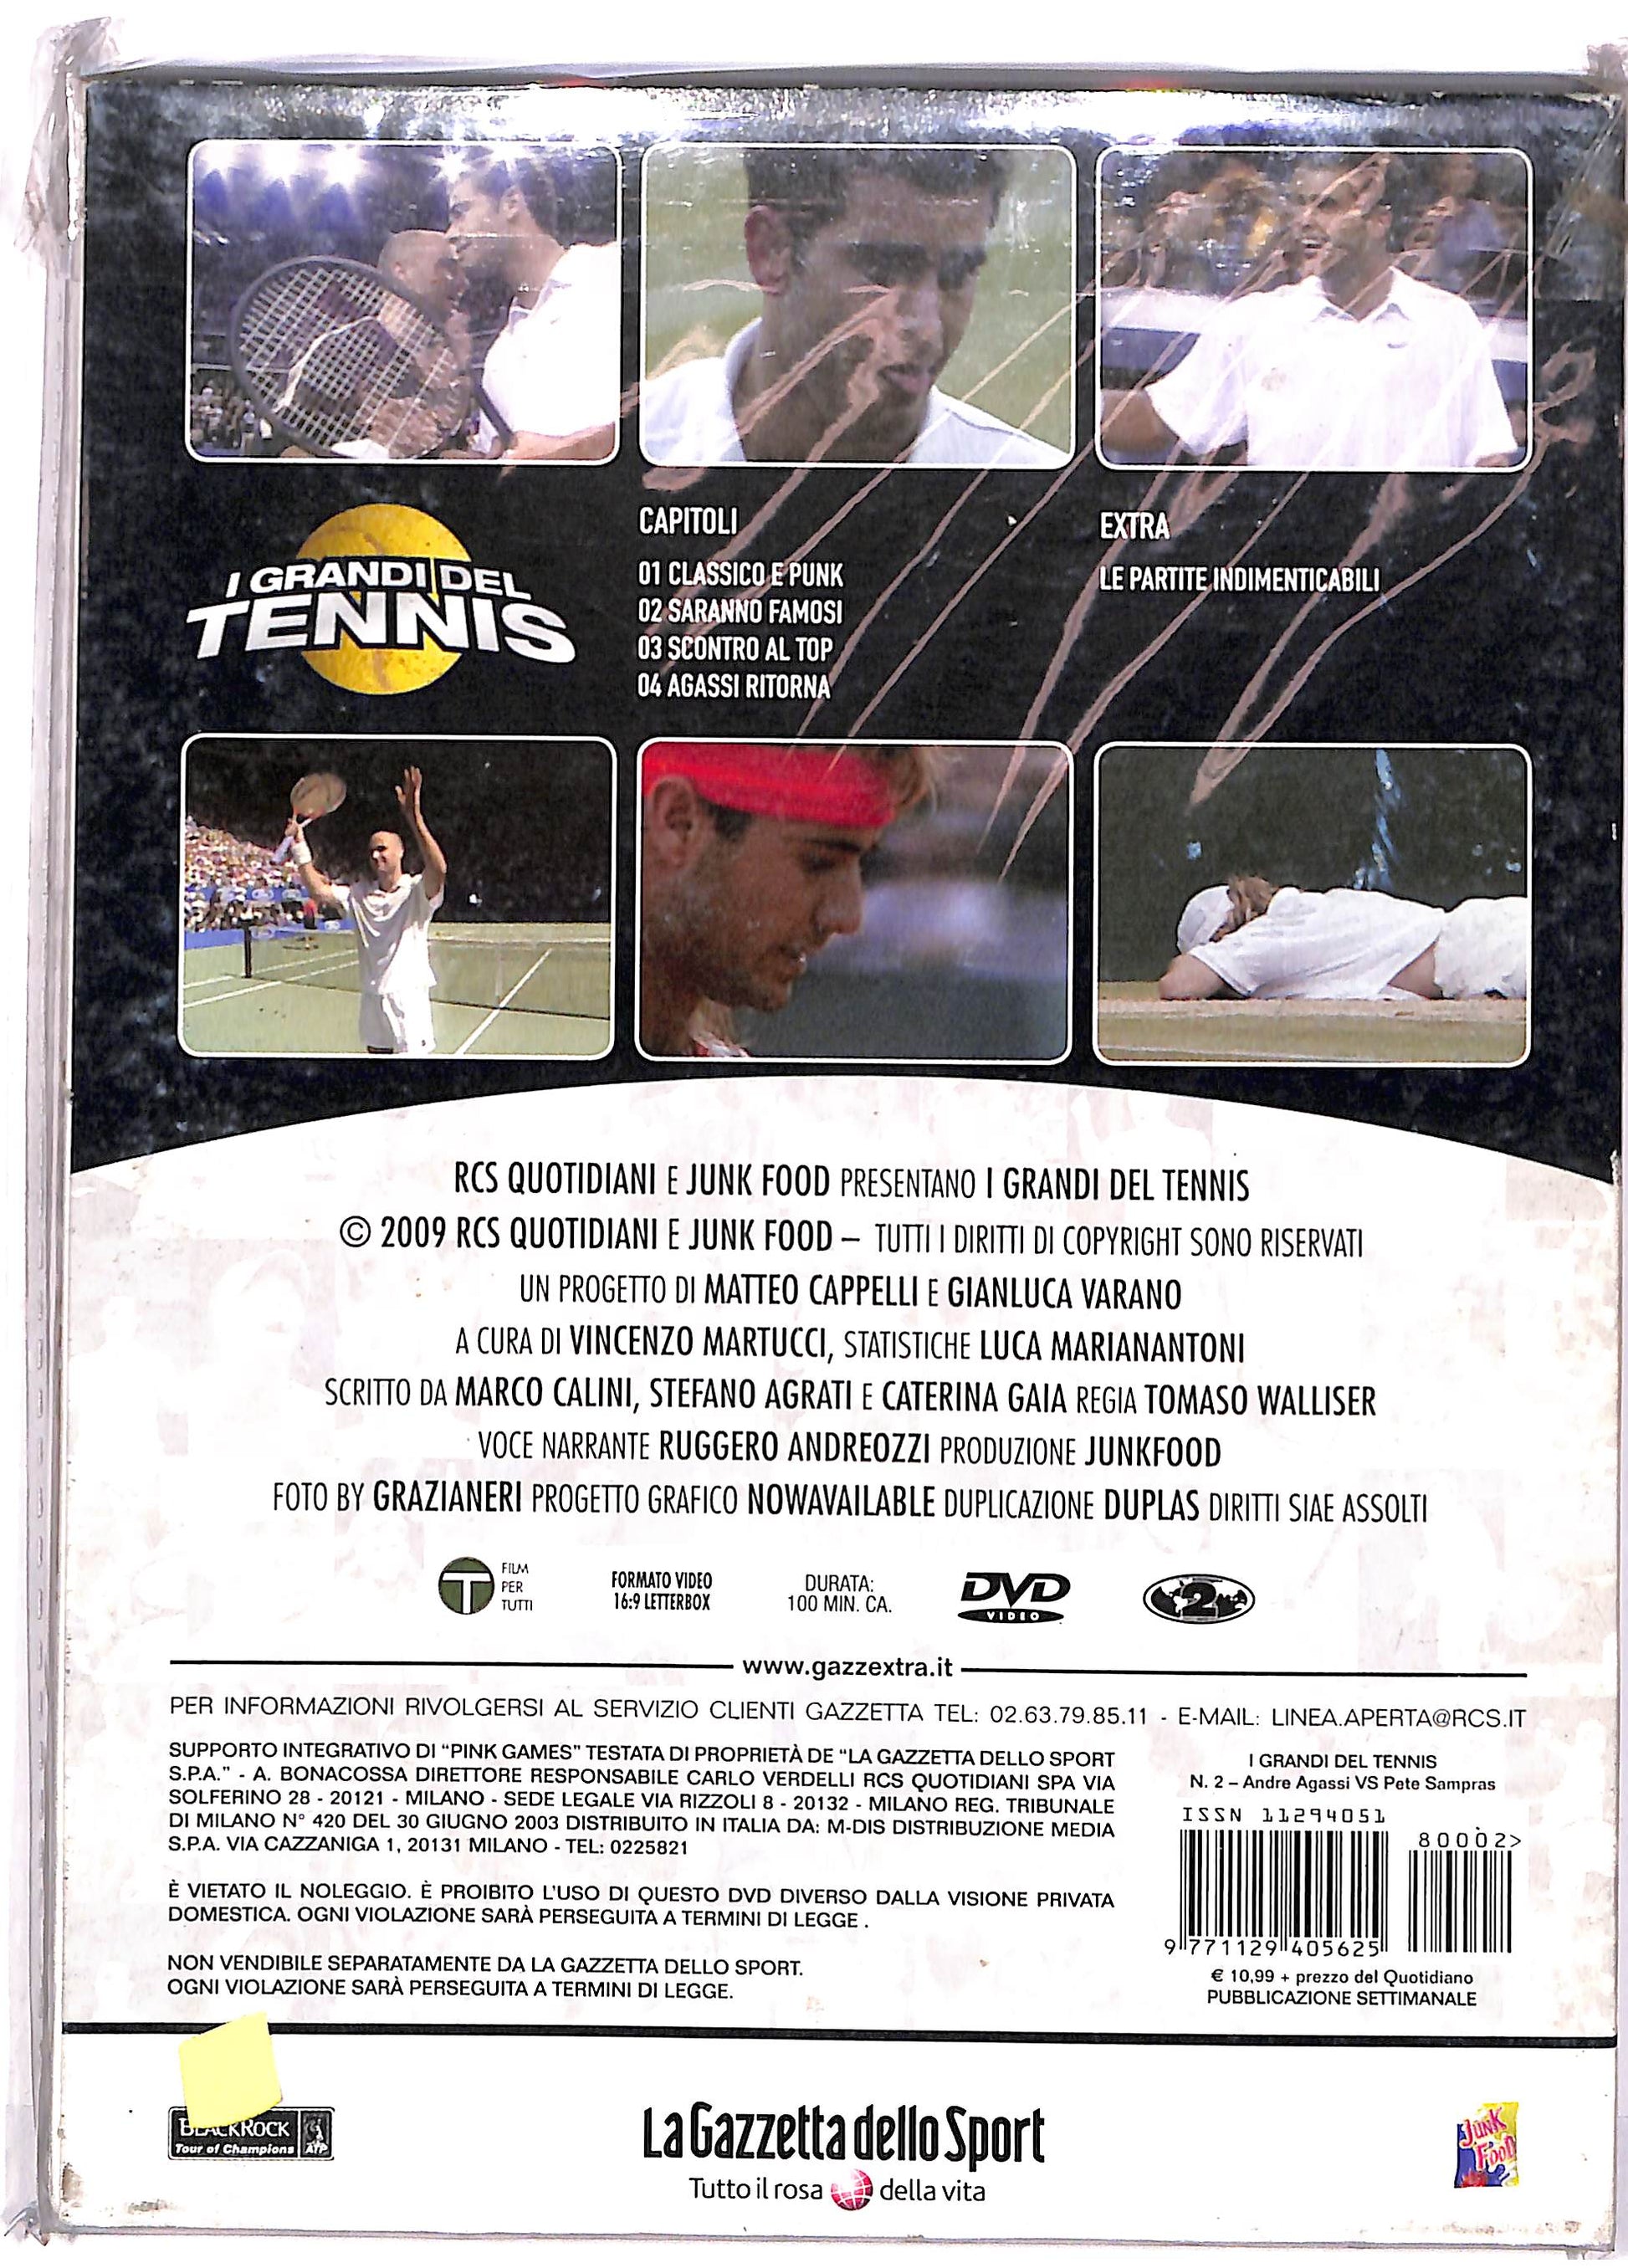 I GRANDI DEL
TENNIS
CAPITOLI
01 CLASSICO E PUNK
02 SARANNO FAMOSI
03 SCONTRO AL TOP
04 AGASSI RITORNA
EXTRA
LE PARTITE INDIMENTICABILI
RCS QUOTIDIANI E JUNK FOOD PRESENTANO I GRANDI DEL TENNIS
© 2009 RCS QUOTIDIANI E JUNK FOOD – TUTTI I DIRITTI DI COPYRIGHT SONO RISERVATI
UN PROGETTO DI MATTEO CAPPELLI E GIANLUCA VARANO
A CURA DI VINCENZO MARTUCCI, STATISTICHE LUCA MARIANANTONI
SCRITTO DA MARCO CALINI, STEFANO AGRATI E CATERINA GAIA REGIA TOMASO WALLISER
VOCE NARRANTE RUGGERO ANDREOZZI PRODUZIONE JUNKFOOD
FOTO BY GRAZIANERI PROGETTO GRAFICO NOWAVAILABLE DUPLICAZIONE DUPLAS DIRITTI SIAE ASSOLTI
T
FILM
PER
TUTTI
FORMATO VIDEO
16:9 LETTERBOX
DURATA:
100 MIN. CA.
DVD
VIDEO
2
www.gazzextra.it
PER INFORMAZIONI RIVOLGERSI AL SERVIZIO CLIENTI GAZZETTA TEL: 02.63.79.85.11 - E-MAIL: LINEA.APERTA@RCS.IT
SUPPORTO INTEGRATIVO DI “PINK GAMES” TESTATA DI PROPRIETÀ DE “LA GAZZETTA DELLO SPORT
S.P.A.” - A. BONACOSSA DIRETTORE RESPONSABILE CARLO VERDELLI RCS QUOTIDIANI SPA VIA
SOLFERINO 28 - 20121 - MILANO - SEDE LEGALE VIA RIZZOLI 8 - 20132 - MILANO REG. TRIBUNALE
DI MILANO N° 420 DEL 30 GIUGNO 2003 DISTRIBUITO IN ITALIA DA: M-DIS DISTRIBUZIONE MEDIA
S.P.A. VIA CAZZANIGA 1, 20131 MILANO - TEL: 0225821
È VIETATO IL NOLEGGIO. È PROIBITO L'USO DI QUESTO DVD DIVERSO DALLA VISIONE PRIVATA
DOMESTICA. OGNI VIOLAZIONE SARÀ PERSEGUITA A TERMINI DI LEGGE .
NON VENDIBILE SEPARATAMENTE DA LA GAZZETTA DELLO SPORT.
OGNI VIOLAZIONE SARÀ PERSEGUITA A TERMINI DI LEGGE.
I GRANDI DEL TENNIS
N. 2 – Andre Agassi VS Pete Sampras
ISSN 11294051
80002>
9 771129 405625
€ 10,99 + prezzo del Quotidiano
PUBBLICAZIONE SETTIMANALE
BLACKROCK
Tour of Champions ATP
La Gazzetta dello Sport
Tutto il rosa della vita
JUNK
FOOD